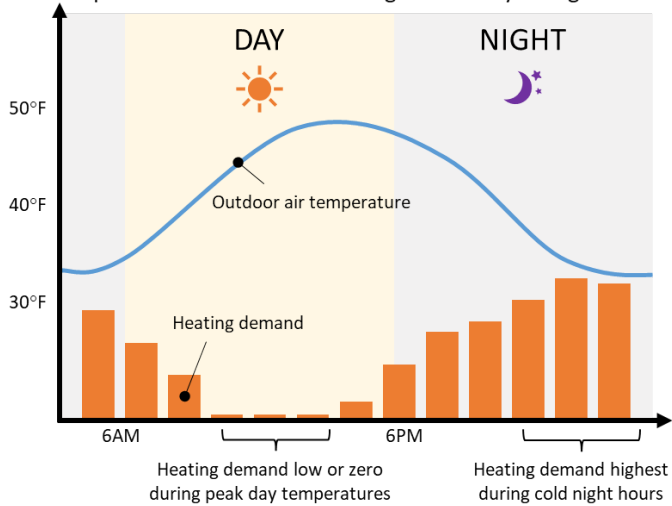 DAY
NIGHT
50°F
40°F
30°F
Outdoor air temperature
Heating demand
6AM
6PM
Heating demand low or zero
during peak day temperatures
Heating demand highest
during cold night hours